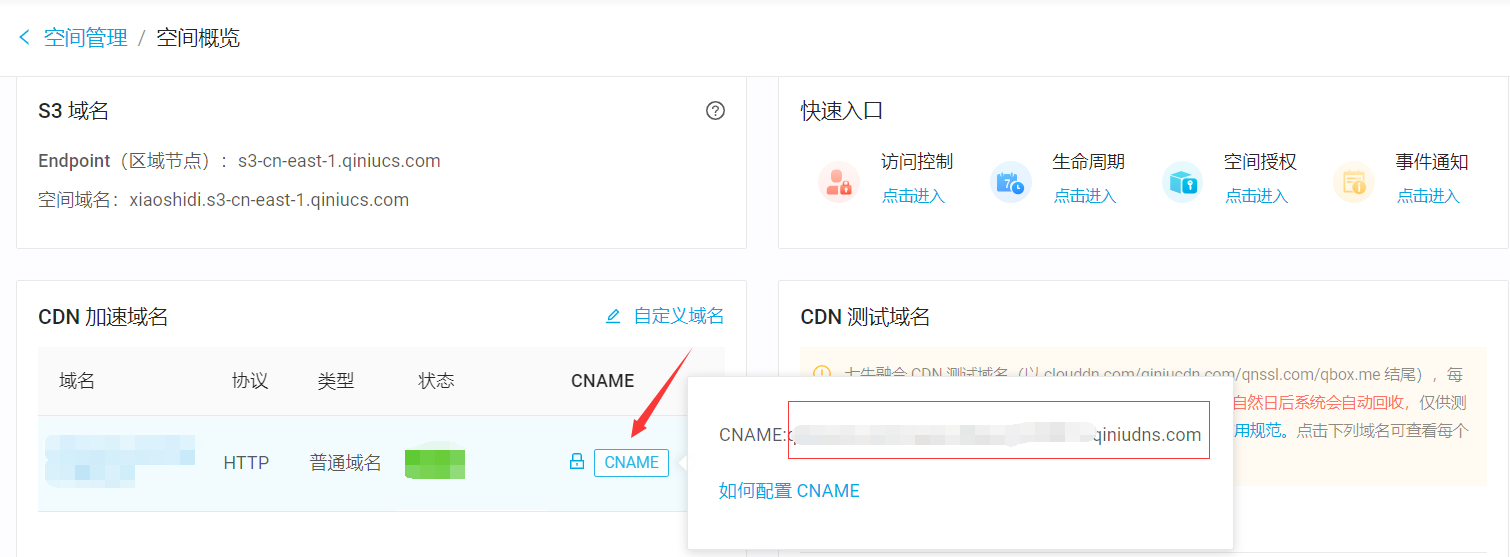 空间管理 / 空间概览
S3 域名
Endpoint（区域节点）：s3-cn-east-1.qiniucs.com
空间域名：xiaoshidi.s3-cn-east-1.qiniucs.com
快速入口
访问控制
点击进入
生命周期
点击进入
空间授权
点击进入
事件通知
点击进入
CDN 加速域名
自定义域名
域名 协议 类型 状态 CNAME
HTTP 普通域名 CNAME
CNAME: qiniudns.com
如何配置 CNAME
CDN 测试域名
七牛融合 CDN 测试域名（以 clouddn.com/qiniucdn.com/qnssl.com/qbox.me 结尾），每
自然日后系统会自动回收，仅供测
用规范。点击下列域名可查看每个